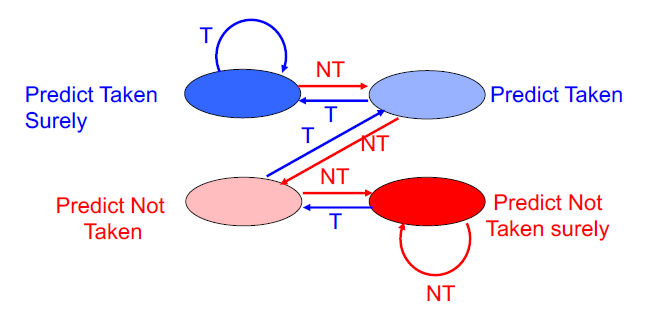 T
NT
Predict Taken
Surely
Predict Taken
T
T
NT
NT
Predict Not
Taken
Predict Not
Taken surely
T
NT